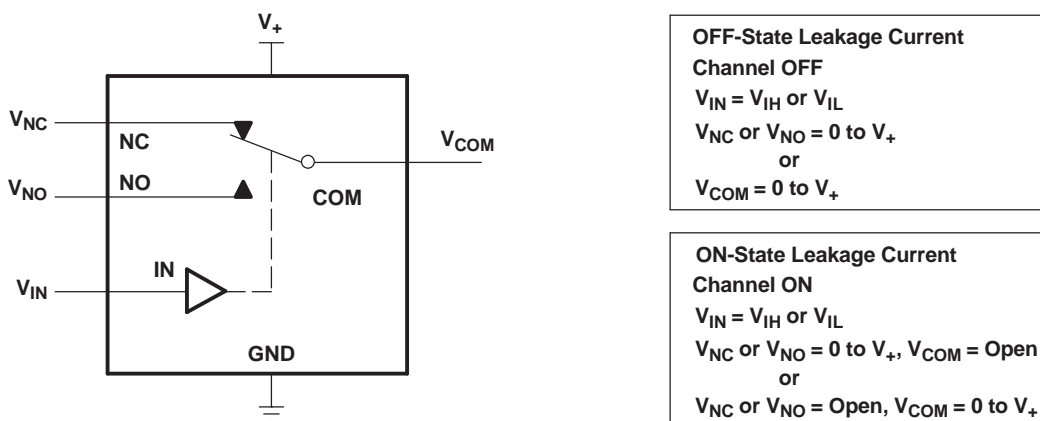 V+
VNC
NC
VCOM
VNO
NO
COM
IN
VIN
GND
OFF-State Leakage Current
Channel OFF
VIN = VIH or VIL
VNC or VNO = 0 to V+
or
VCOM = 0 to V+
ON-State Leakage Current
Channel ON
VIN = VIH or VIL
VNC or VNO = 0 to V+, VCOM = Open
or
VNC or VNO = Open, VCOM = 0 to V+